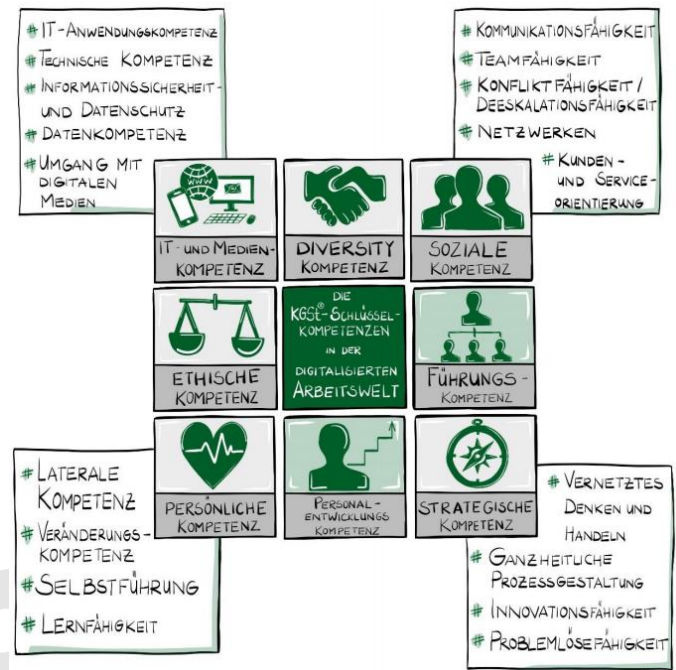 # IT-ANWENDUNGSKOMPETENZ
# TECHNISCHE KOMPETENZ
# INFORMATIONSSICHERHEIT-
UND DATENSCHUTZ
# DATENKOMPETENZ
# UMGANG MIT
DIGITALEN
MEDIEN
# KOMMUNIKATIONSFÄHIGKEIT
# TEAMFÄHIGKEIT
# KONFLIKTFÄHIGKEIT /
DEESKALATIONSFÄHIGKEIT
# NETZWERKEN
# KUNDEN-
UND SERVICE-
ORIENTIERUNG
WWW
IT- UND MEDIEN-
KOMPETENZ
DIVERSITY
KOMPETENZ
SOZIALE
KOMPETENZ
ETHISCHE
KOMPETENZ
DIE
KGSt®-SCHLÜSSEL-
KOMPETENZEN
IN DER
DIGITALISIERTEN
ARBEITSWELT
FÜHRUNGS-
KOMPETENZ
PERSÖNLICHE
KOMPETENZ
PERSONAL-
ENTWICKLUNGS
KOMPETENZ
STRATEGISCHE
KOMPETENZ
# LATERALE
KOMPETENZ
# VERÄNDERUNGS-
KOMPETENZ
# SELBSTFÜHRUNG
# LERNFÄHIGKEIT
# VERNETZTES
DENKEN UND
HANDELN
# GANZHEITLICHE
PROZESSGESTALTUNG
# INNOVATIONSFÄHIGKEIT
# PROBLEMLÖSEFÄHIGKEIT